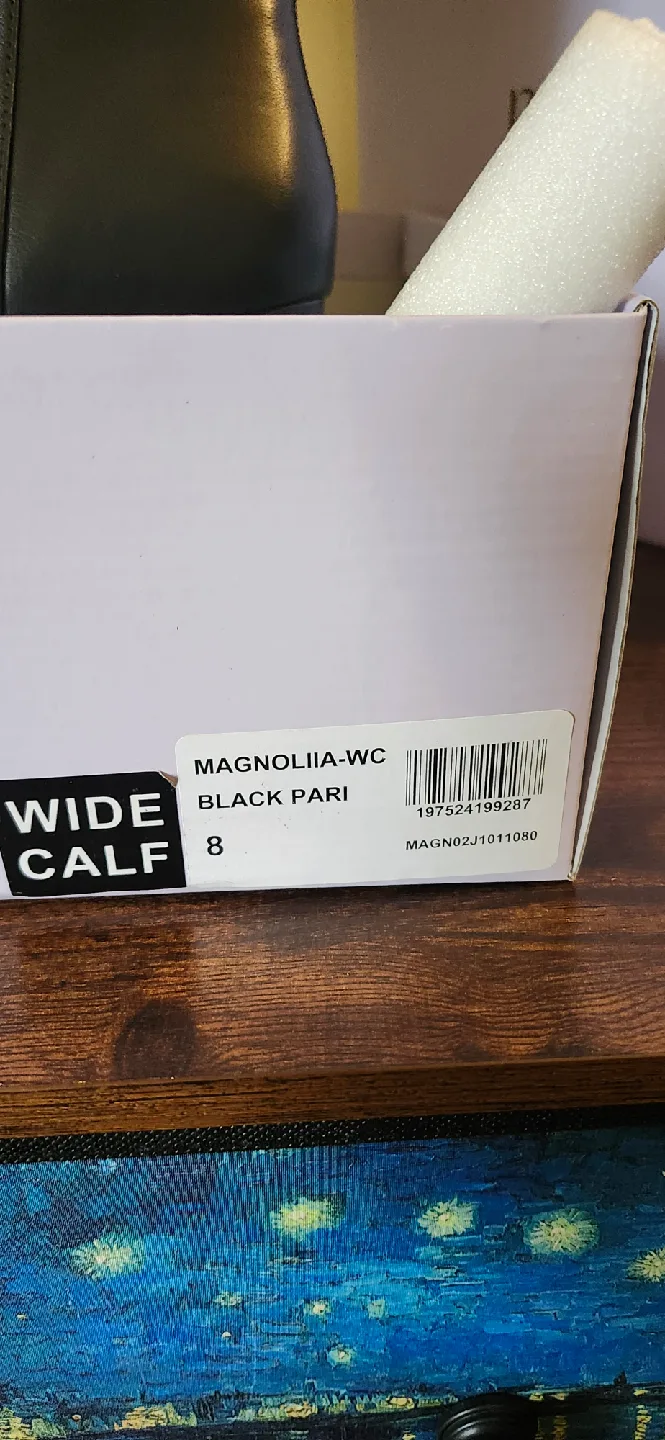 WIDE
CALF
MAGNOLIIA-WC
BLACK PARI
8
197524199287
MAGN02J1011080